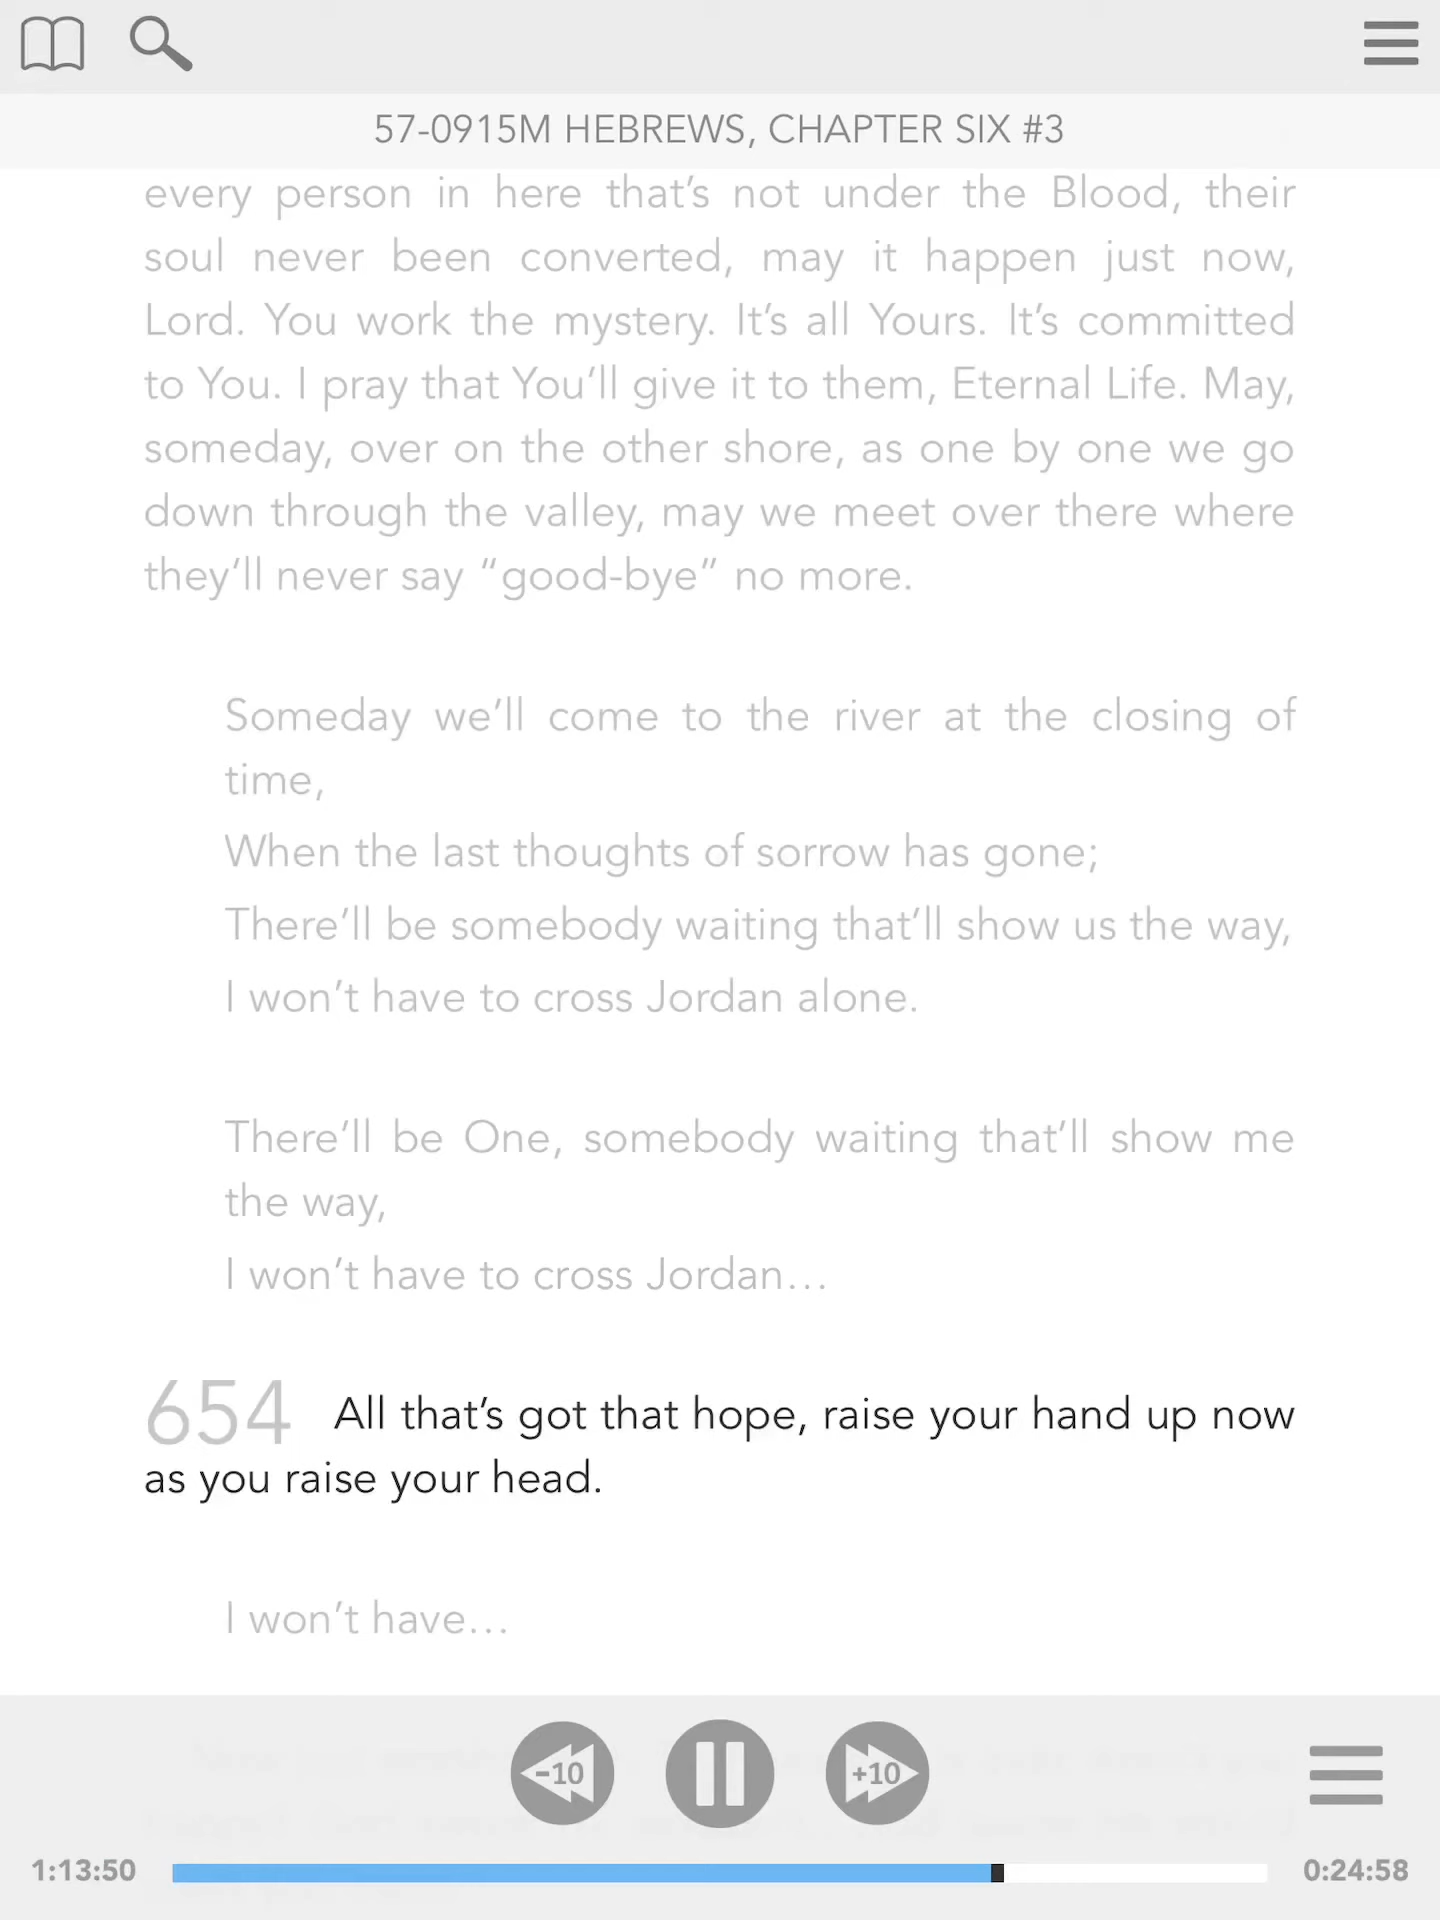 57-0915M HEBREWS, CHAPTER SIX #3
every person in here that’s not under the Blood, their
soul never been converted, may it happen just now,
Lord. You work the mystery. It’s all Yours. It’s committed
to You. I pray that You’ll give it to them, Eternal Life. May,
someday, over on the other shore, as one by one we go
down through the valley, may we meet over there where
they’ll never say “good-bye” no more.
Someday we’ll come to the river at the closing of
time,
When the last thoughts of sorrow has gone;
There’ll be somebody waiting that’ll show us the way,
I won’t have to cross Jordan alone.
There’ll be One, somebody waiting that’ll show me
the way,
I won’t have to cross Jordan…
654 All that’s got that hope, raise your hand up now
as you raise your head.
I won’t have…
-10 +10
1:13:50 0:24:58